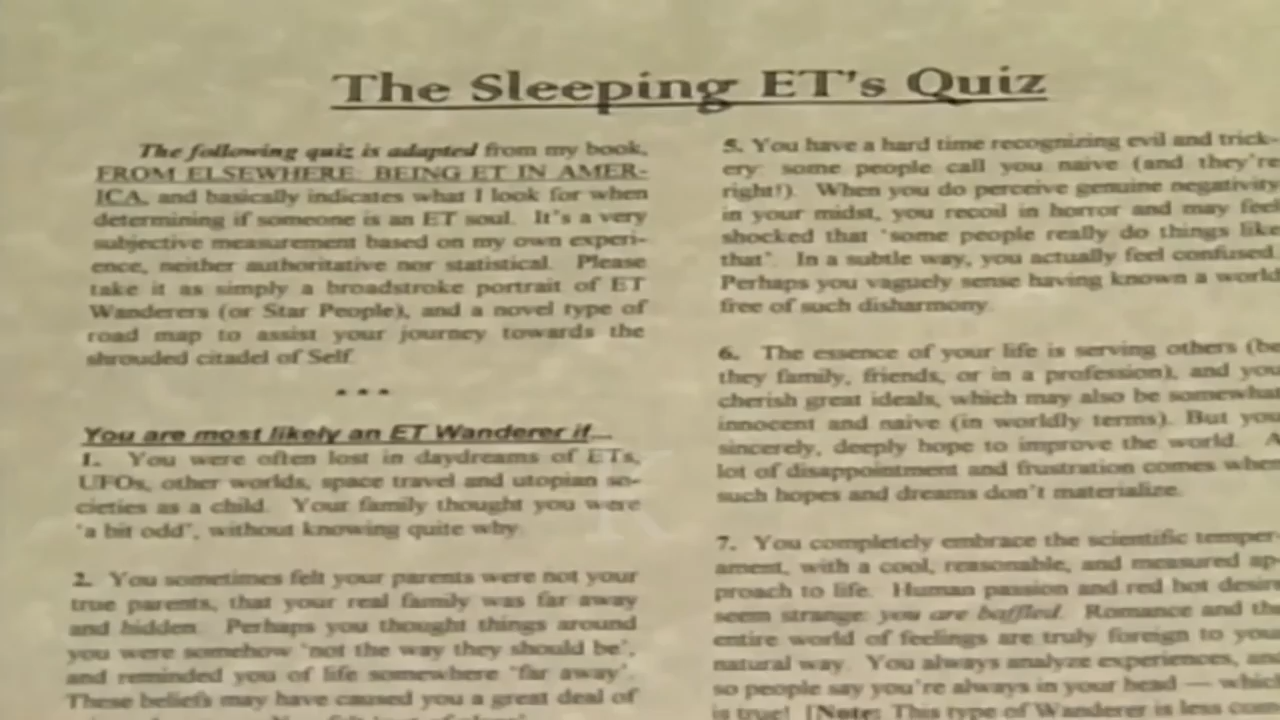 The Sleeping ET's Quiz
The following quiz is adapted from my book,
FROM ELSEWHERE: BEING ET IN AMER-
ICA, and basically indicates what I look for when
determining if someone is an ET soul. It's a very
subjective measurement based on my own experi-
ence, neither authoritative nor statistical. Please
take it as simply a broadstroke portrait of ET
Wanderers (or Star People), and a novel type of
road map to assist your journey towards the
shrouded citadel of Self.
* * *
You are most likely an ET Wanderer if...
1. You were often lost in daydreams of ETs,
UFOs, other worlds, space travel and utopian so-
cieties as a child. Your family thought you were
"a bit odd", without knowing quite why.
2. You sometimes felt your parents were not your
true parents, that your real family was far away
and hidden. Perhaps you thought things around
you were somehow "not the way they should be",
and reminded you of life somewhere "far away".
These beliefs may have caused you a great deal of
5. You have a hard time recognizing evil and trick-
ery: some people call you naive (and they're
right!). When you do perceive genuine negativity
in your midst, you recoil in horror and may feel
shocked that "some people really do things like
that". In a subtle way, you actually feel confused.
Perhaps you vaguely sense having known a world
free of such disharmony.
6. The essence of your life is serving others (be
they family, friends, or in a profession), and you
cherish great ideals, which may also be somewhat
innocent and naive (in worldly terms). But you
sincerely, deeply hope to improve the world. A
lot of disappointment and frustration comes when
such hopes and dreams don't materialize.
7. You completely embrace the scientific temper-
ament, with a cool, reasonable, and measured ap-
proach to life. Human passion and red hot desire
seem strange: you are baffled. Romance and the
entire world of feelings are truly foreign to your
natural way. You always analyze experiences, and
so people say you're always in your head — which
is true! [Note: This type of Wanderer is less com-